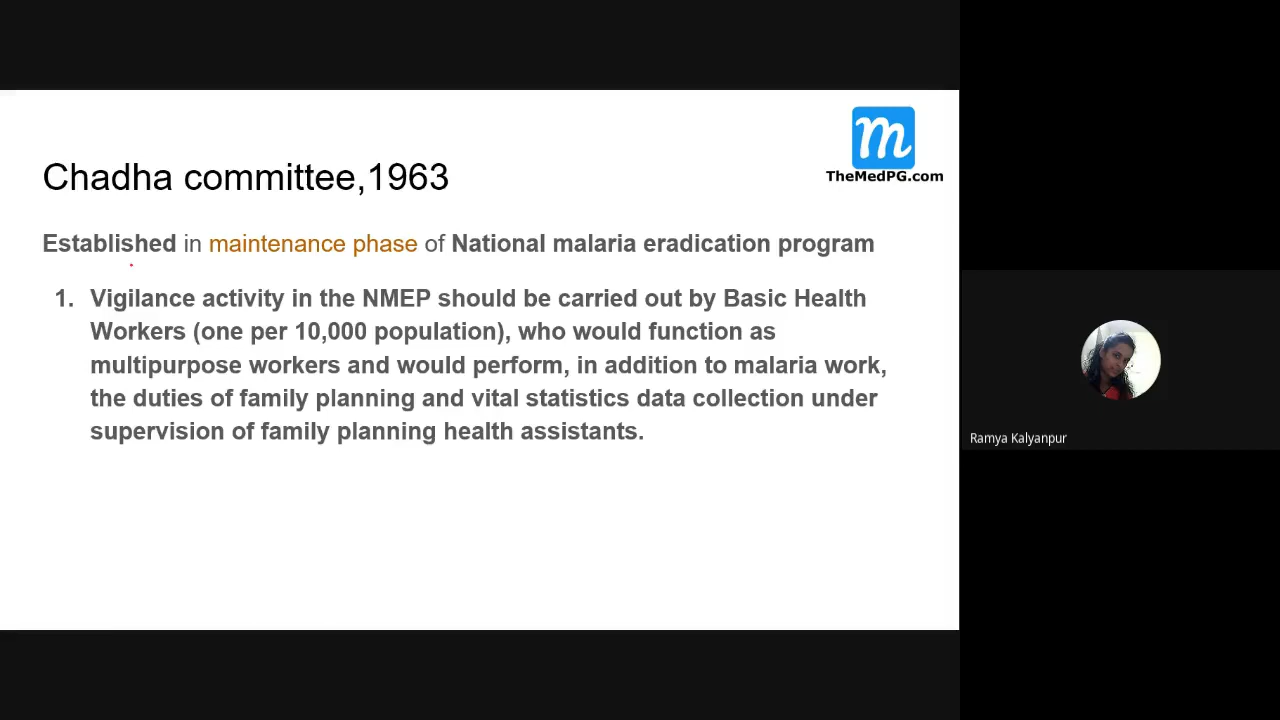 m
TheMedPG.com
Chadha committee,1963
Established in maintenance phase of National malaria eradication program
1. Vigilance activity in the NMEP should be carried out by Basic Health
Workers (one per 10,000 population), who would function as
multipurpose workers and would perform, in addition to malaria work,
the duties of family planning and vital statistics data collection under
supervision of family planning health assistants.
Ramya Kalyanpur